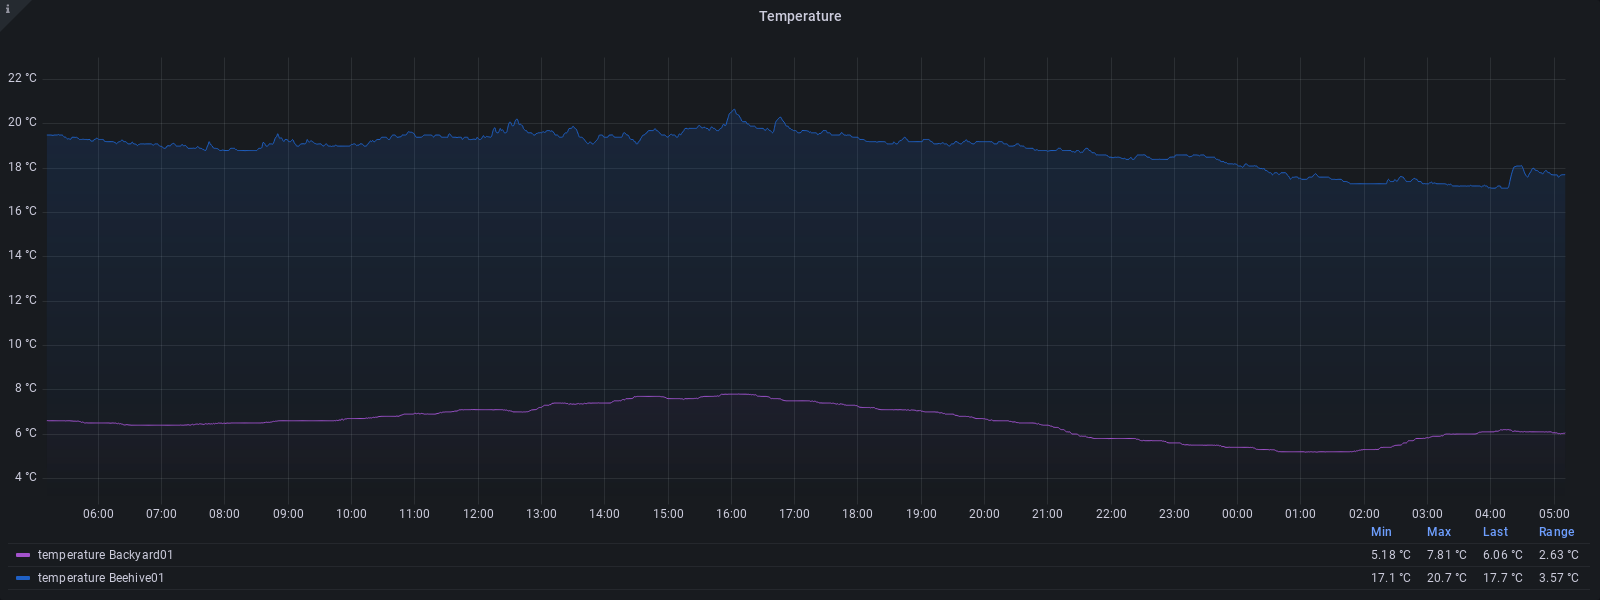 i
Temperature
22 °C
20 °C
18 °C
16 °C
14 °C
12 °C
10 °C
8 °C
6 °C
4 °C
06:00 07:00 08:00 09:00 10:00 11:00 12:00 13:00 14:00 15:00 16:00 17:00 18:00 19:00 20:00 21:00 22:00 23:00 00:00 01:00 02:00 03:00 04:00 05:00
Min Max Last Range
temperature Backyard01 5.18 °C 7.81 °C 6.06 °C 2.63 °C
temperature Beehive01 17.1 °C 20.7 °C 17.7 °C 3.57 °C